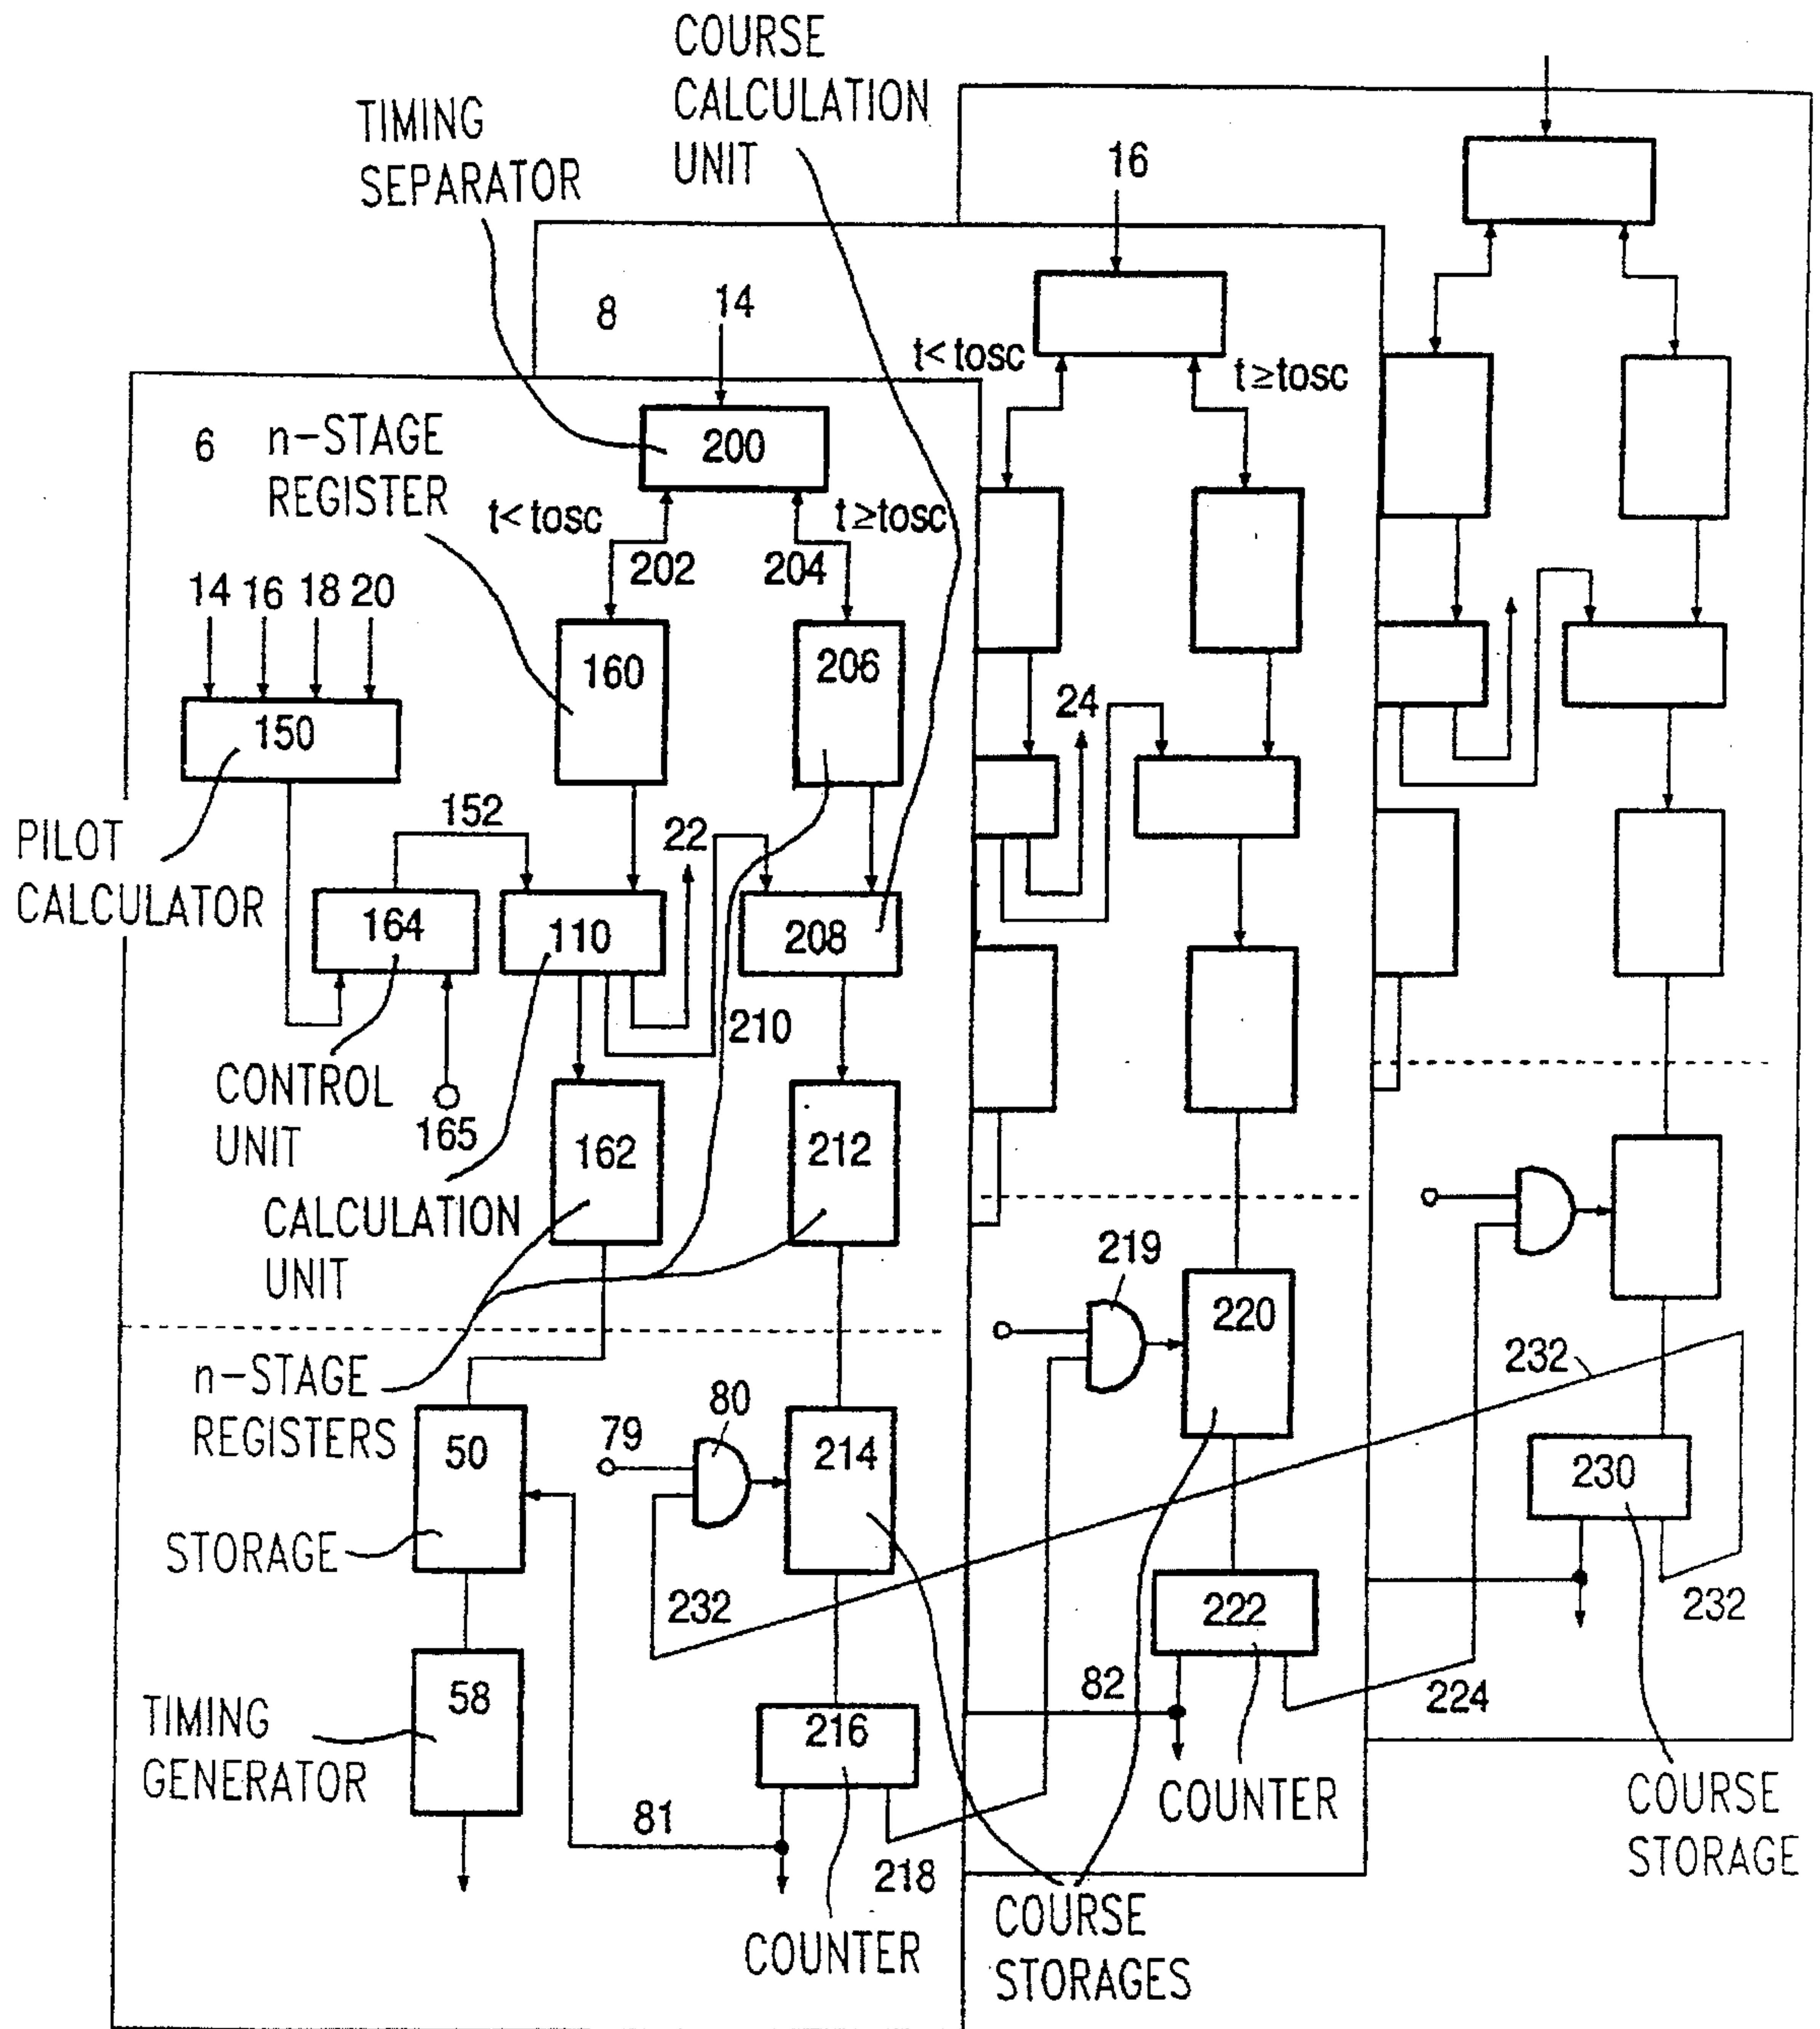 COURSE
CALCULATION
UNIT
TIMING
SEPARATOR
16
8
14
t< tosc
t≥tosc
6
n-STAGE
REGISTER
200
t< tosc
t≥tosc
202
204
14 16 18 20
160
206
150
24
152
22
PILOT
CALCULATOR
164
110
208
210
CONTROL
UNIT
165
162
212
CALCULATION
UNIT
219
220
n-STAGE
REGISTERS
232
80
79
50
214
230
STORAGE
232
222
232
82
224
58
TIMING
GENERATOR
216
81
218
COUNTER
COURSE
STORAGE
COUNTER
COURSE
STORAGES